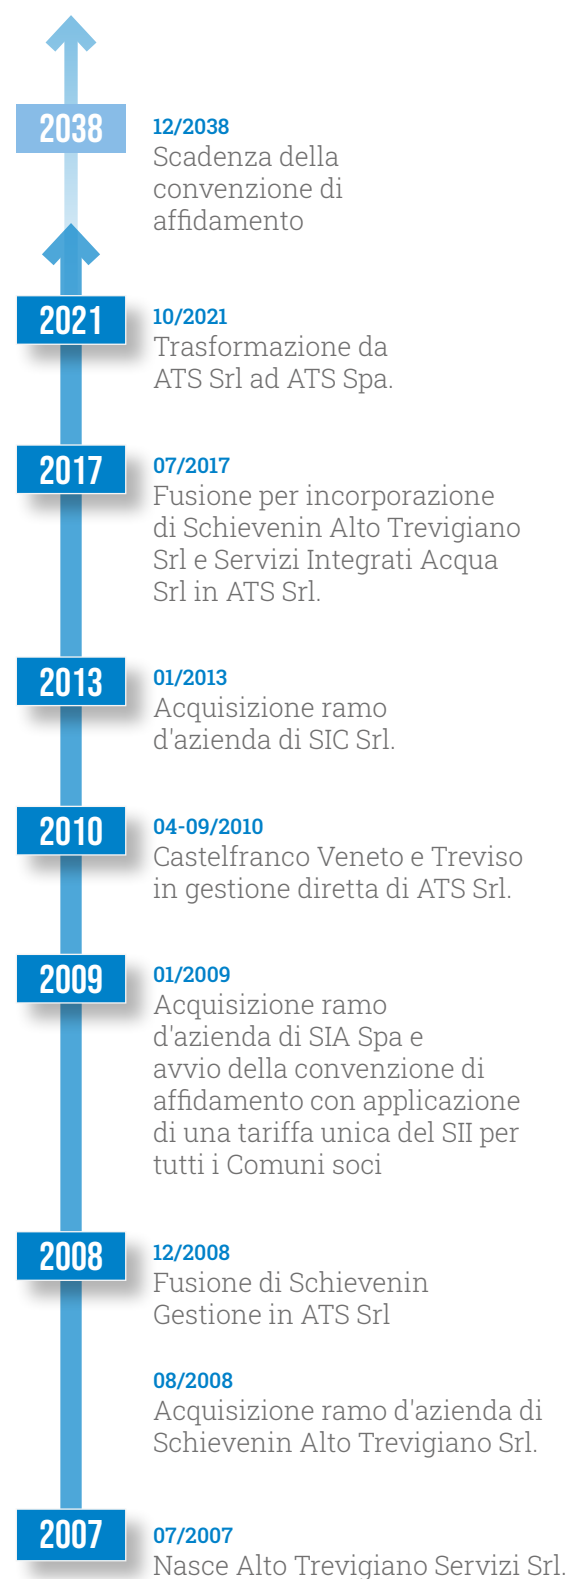 2038
12/2038
Scadenza della
convenzione di
affidamento
2021
10/2021
Trasformazione da
ATS Srl ad ATS Spa.
2017
07/2017
Fusione per incorporazione
di Schievenin Alto Trevigiano
Srl e Servizi Integrati Acqua
Srl in ATS Srl.
2013
01/2013
Acquisizione ramo
d'azienda di SIC Srl.
2010
04-09/2010
Castelfranco Veneto e Treviso
in gestione diretta di ATS Srl.
2009
01/2009
Acquisizione ramo
d'azienda di SIA Spa e
avvio della convenzione di
affidamento con applicazione
di una tariffa unica del SII per
tutti i Comuni soci
2008
12/2008
Fusione di Schievenin
Gestione in ATS Srl
08/2008
Acquisizione ramo d'azienda di
Schievenin Alto Trevigiano Srl.
2007
07/2007
Nasce Alto Trevigiano Servizi Srl.